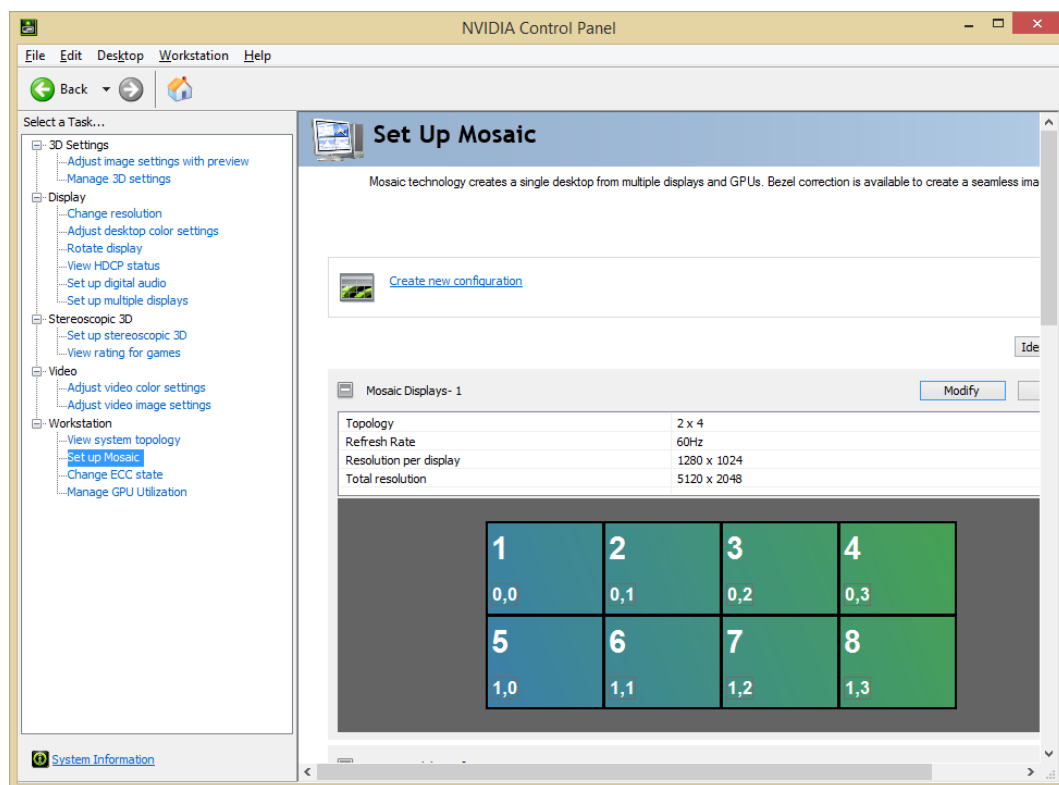 NVIDIA Control Panel
File Edit Desktop Workstation Help
Back
Select a Task...
3D Settings
Adjust image settings with preview
Manage 3D settings
Display
Change resolution
Adjust desktop color settings
Rotate display
View HDCP status
Set up digital audio
Set up multiple displays
Stereoscopic 3D
Set up stereoscopic 3D
View rating for games
Video
Adjust video color settings
Adjust video image settings
Workstation
View system topology
Set up Mosaic
Change ECC state
Manage GPU Utilization
System Information
Set Up Mosaic
Mosaic technology creates a single desktop from multiple displays and GPUs. Bezel correction is available to create a seamless ima
Create new configuration
Ide
Mosaic Displays- 1 Modify
Topology 2 x 4
Refresh Rate 60Hz
Resolution per display 1280 x 1024
Total resolution 5120 x 2048
1 2 3 4
0,0 0,1 0,2 0,3
5 6 7 8
1,0 1,1 1,2 1,3